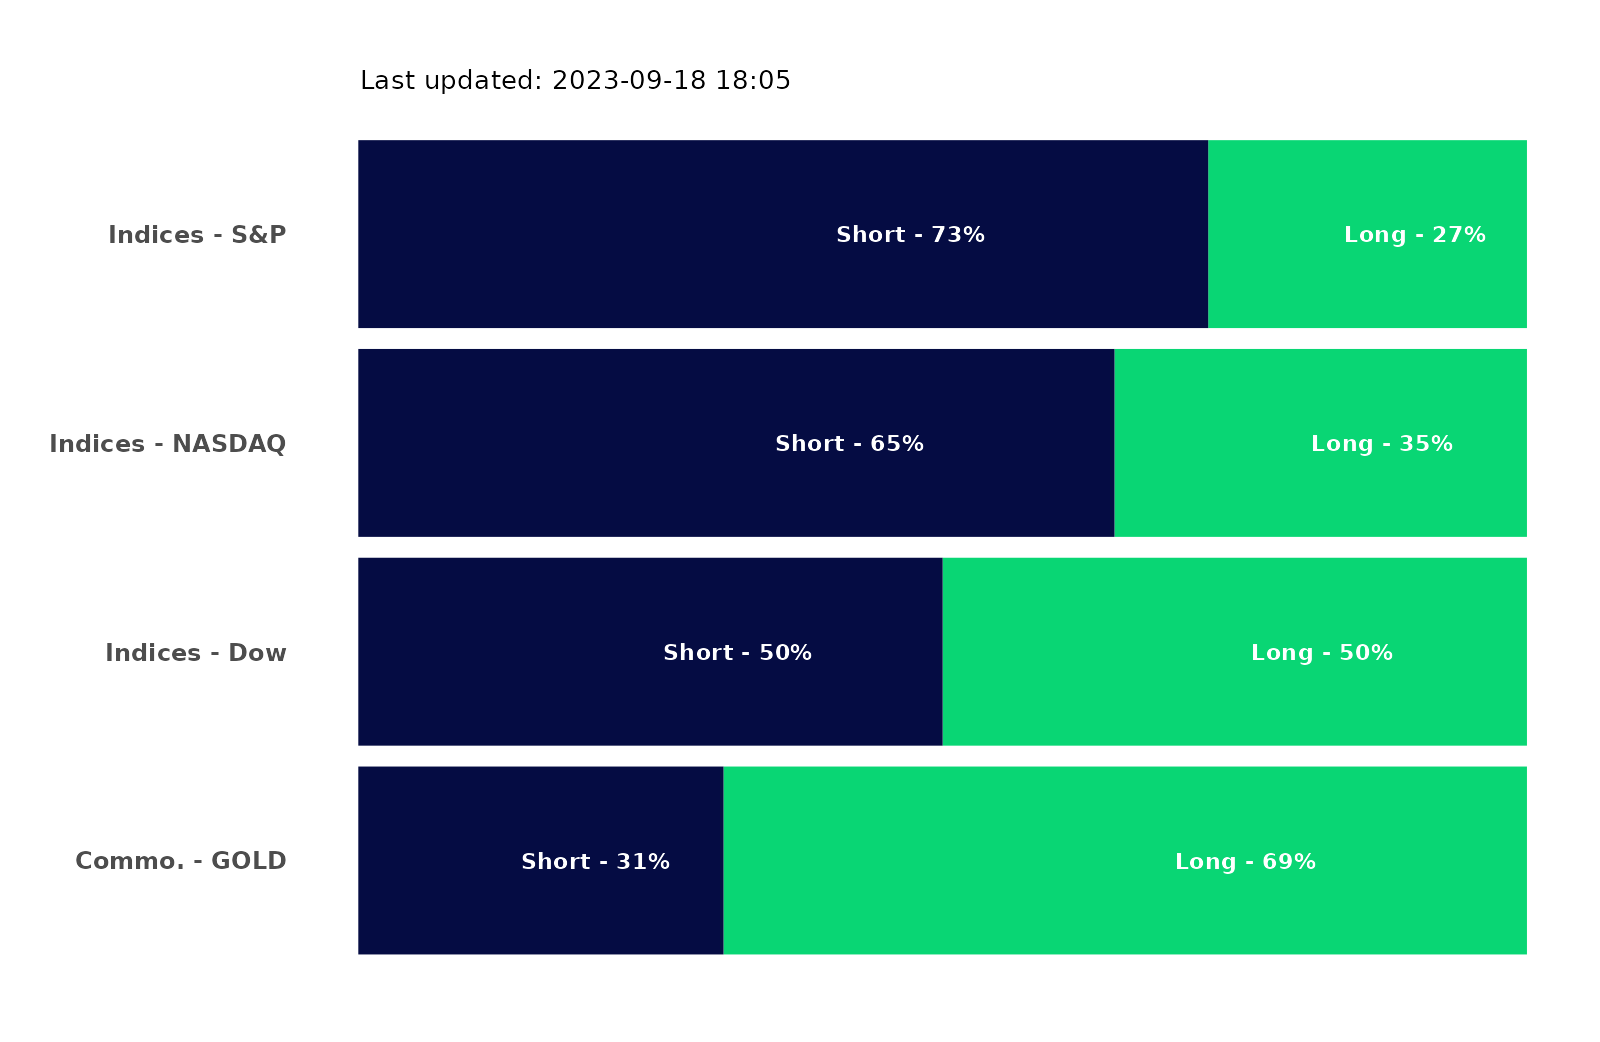 Last updated: 2023-09-18 18:05
Indices - S&P
Short - 73%
Long - 27%
Indices - NASDAQ
Short - 65%
Long - 35%
Indices - Dow
Short - 50%
Long - 50%
Commo. - GOLD
Short - 31%
Long - 69%